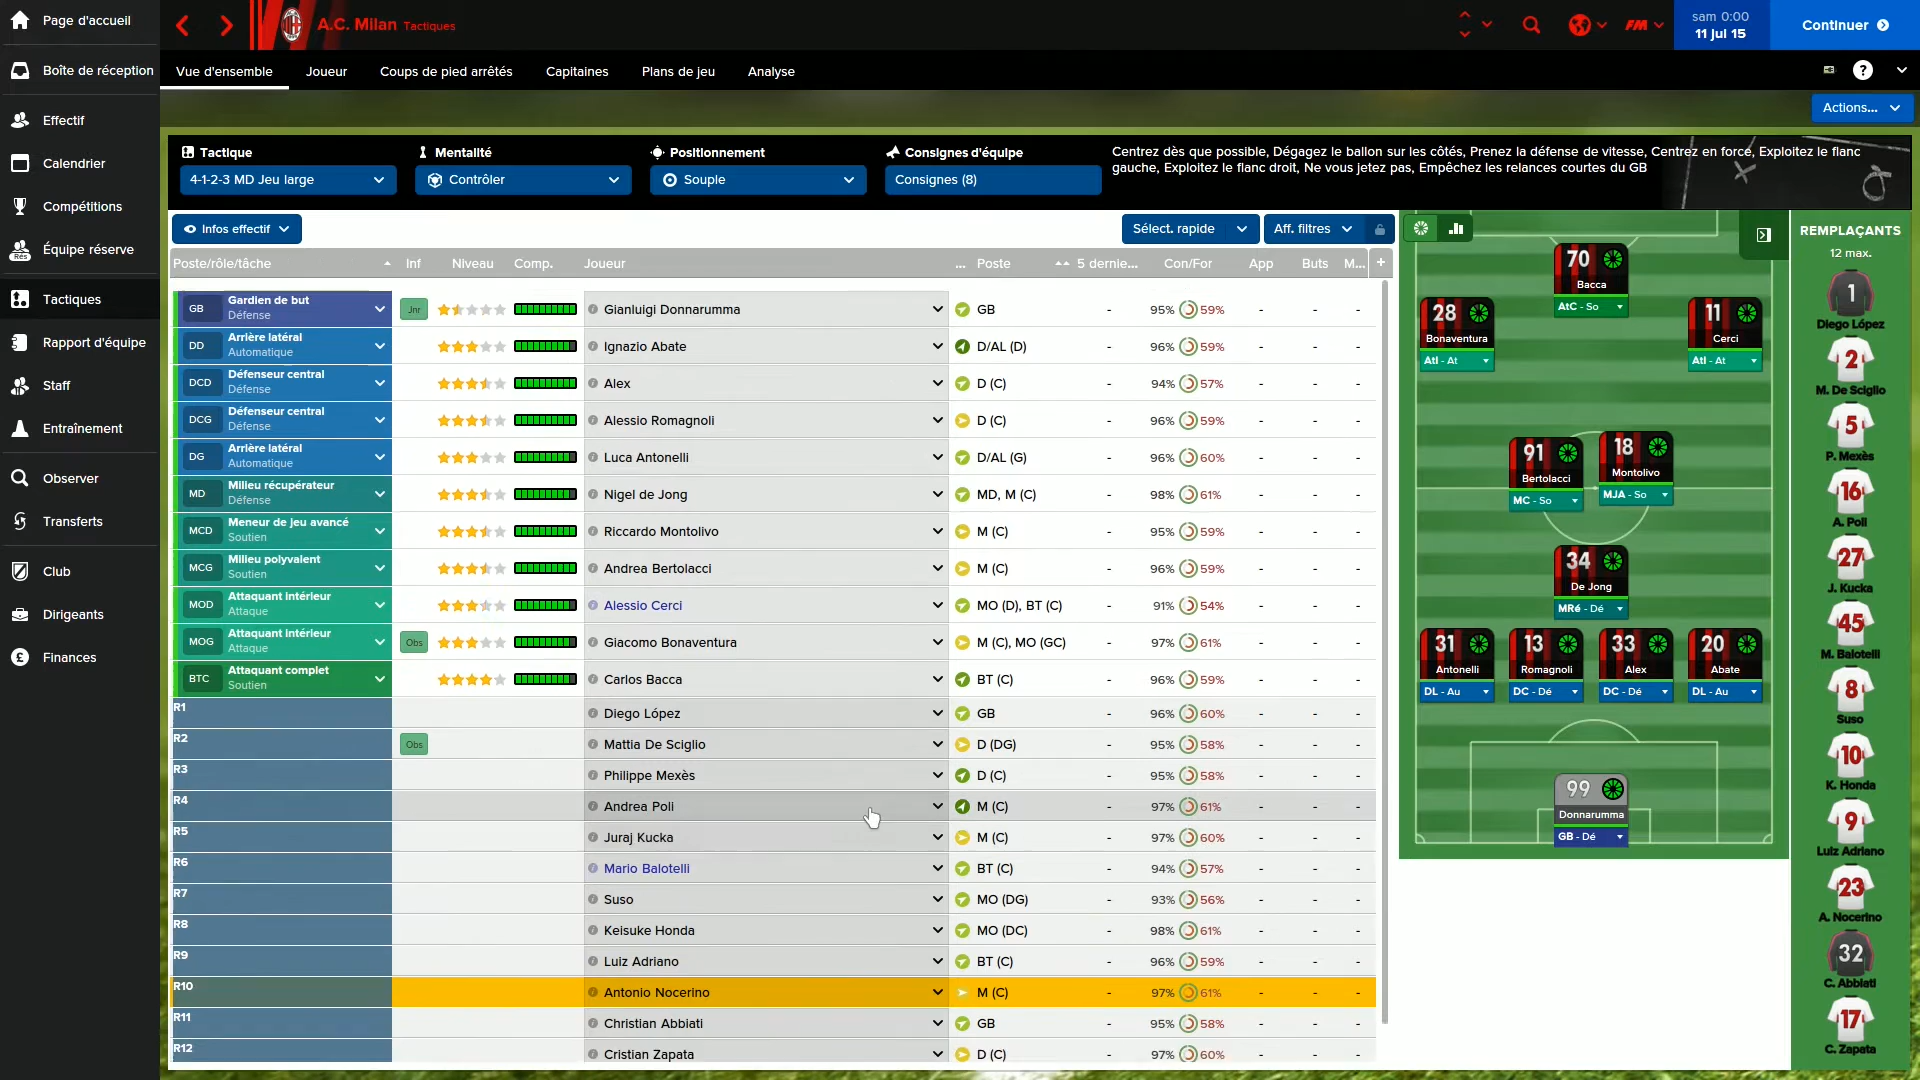 Page d'accueil
Boîte de réception
Effectif
Calendrier
Compétitions
Équipe réserve
Tactiques
Rapport d'équipe
Staff
Entraînement
Observer
Transferts
Club
Dirigeants
Finances
A.C. Milan Tactiques
FM
sam 0:00
11 jul 15
Continuer
Vue d'ensemble
Joueur
Coups de pied arrêtés
Capitaines
Plans de jeu
Analyse
Actions...
Tactique
4-1-2-3 MD Jeu large
Mentalité
Contrôler
Positionnement
Souple
Consignes d'équipe
Consignes (8)
Centrez dès que possible, Dégagez le ballon sur les côtés, Prenez la défense de vitesse, Centrez en force, Exploitez le flanc
gauche, Exploitez le flanc droit, Ne vous jetez pas, Empêchez les relances courtes du GB
Infos effectif
Sélect. rapide
Aff. filtres
Poste/rôle/tâche Inf Niveau Comp. Joueur ... Poste 5 dernie... Con/For App Buts M... +
GB Gardien de but Défense Jnr Gianluigi Donnarumma GB - 95% 59% - - -
DD Arrière latéral Automatique Ignazio Abate D/AL (D) - 96% 59% - - -
DCD Défenseur central Défense Alex D (C) - 94% 57% - - -
DCG Défenseur central Défense Alessio Romagnoli D (C) - 96% 59% - - -
DG Arrière latéral Automatique Luca Antonelli D/AL (G) - 96% 60% - - -
MD Milieu récupérateur Défense Nigel de Jong MD, M (C) - 98% 61% - - -
MCD Meneur de jeu avancé Soutien Riccardo Montolivo M (C) - 95% 59% - - -
MCG Milieu polyvalent Soutien Andrea Bertolacci M (C) - 96% 59% - - -
MOD Attaquant intérieur Attaque Alessio Cerci MO (D), BT (C) - 91% 54% - - -
MOG Attaquant intérieur Attaque Obs Giacomo Bonaventura M (C), MO (GC) - 97% 61% - - -
BTC Attaquant complet Soutien Carlos Bacca BT (C) - 96% 59% - - -
R1 Diego López GB - 96% 60% - - -
R2 Obs Mattia De Sciglio D (DG) - 95% 58% - - -
R3 Philippe Mexès D (C) - 95% 58% - - -
R4 Andrea Poli M (C) - 97% 61% - - -
R5 Juraj Kucka M (C) - 97% 60% - - -
R6 Mario Balotelli BT (C) - 94% 57% - - -
R7 Suso MO (DG) - 93% 56% - - -
R8 Keisuke Honda MO (DC) - 98% 61% - - -
R9 Luiz Adriano BT (C) - 96% 59% - - -
R10 Antonio Nocerino M (C) - 97% 61% - - -
R11 Christian Abbiati GB - 95% 58% - - -
R12 Cristian Zapata D (C) - 97% 60% - - -
70
Bacca
AtC - So
28
Bonaventura
AtI - At
11
Cerci
AtI - At
91
Bertolacci
MC - So
18
Montolivo
MJA - So
34
De Jong
MRé - Dé
31
Antonelli
DL - Au
13
Romagnoli
DC - Dé
33
Alex
DC - Dé
20
Abate
DL - Au
99
Donnarumma
GB - Dé
REMPLAÇANTS
12 max.
1
Diego López
2
M. De Sciglio
5
P. Mexès
16
A. Poli
27
J. Kucka
45
M. Balotelli
8
Suso
10
K. Honda
9
Luiz Adriano
23
A. Nocerino
32
C. Abbiati
17
C. Zapata